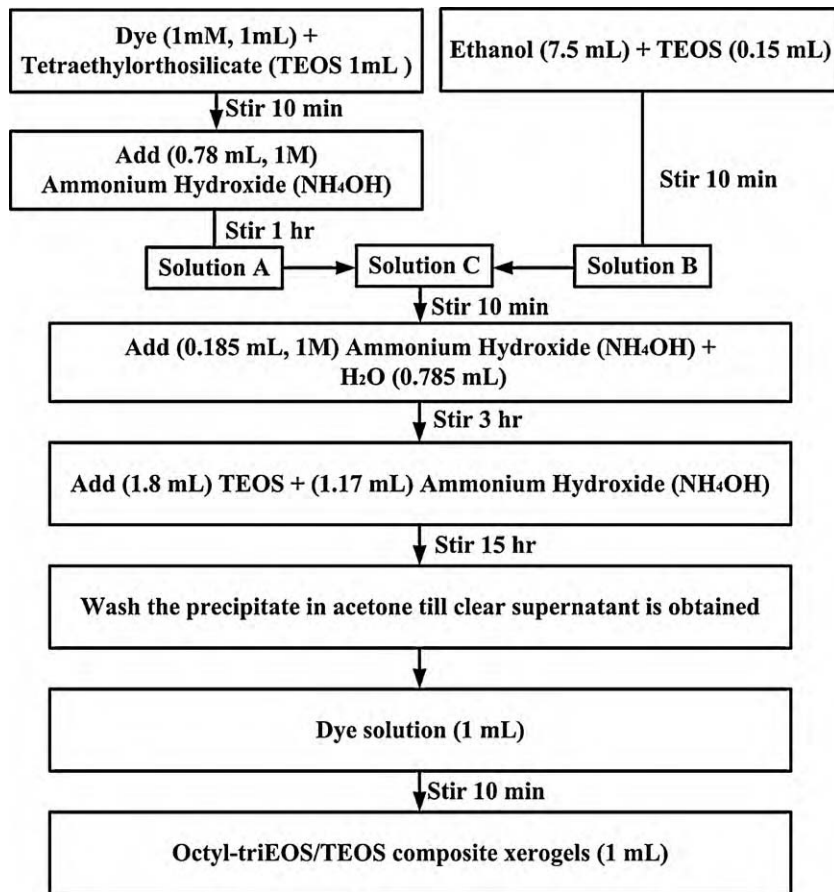 Dye (1mM, 1mL) +
Tetraethylorthosilicate (TEOS 1mL )
Stir 10 min
Add (0.78 mL, 1M)
Ammonium Hydroxide (NH₄OH)
Stir 1 hr
Solution A
Ethanol (7.5 mL) + TEOS (0.15 mL)
Stir 10 min
Solution B
Solution C
Stir 10 min
Add (0.185 mL, 1M) Ammonium Hydroxide (NH₄OH) +
H₂O (0.785 mL)
Stir 3 hr
Add (1.8 mL) TEOS + (1.17 mL) Ammonium Hydroxide (NH₄OH)
Stir 15 hr
Wash the precipitate in acetone till clear supernatant is obtained
Dye solution (1 mL)
Stir 10 min
Octyl-triEOS/TEOS composite xerogels (1 mL)